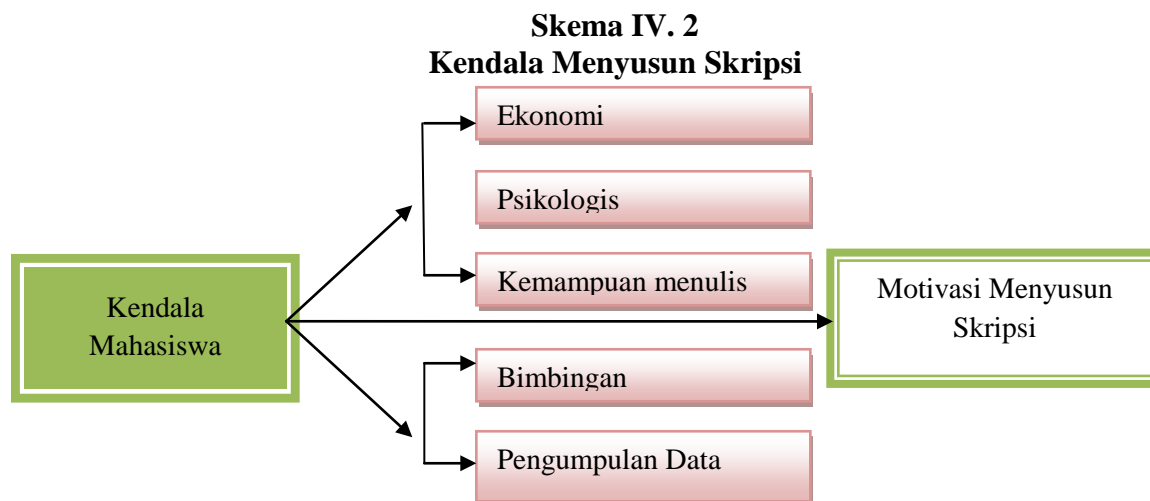 Skema IV. 2
Kendala Menyusun Skripsi
Ekonomi
Psikologis
Kemampuan menulis
Kendala
Mahasiswa
Motivasi Menyusun
Skripsi
Bimbingan
Pengumpulan Data